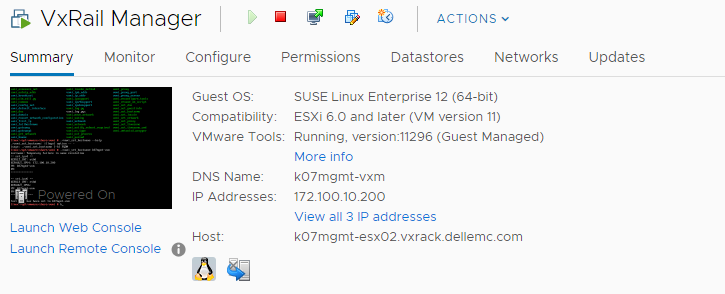 VxRail Manager
ACTIONS
Summary Monitor Configure Permissions Datastores Networks Updates
Guest OS: SUSE Linux Enterprise 12 (64-bit)
Compatibility: ESXi 6.0 and later (VM version 11)
VMware Tools: Running, version:11296 (Guest Managed)
More info
DNS Name: k07mgmt-vxm
IP Addresses: 172.100.10.200
View all 3 IP addresses
Host: k07mgmt-esx02.vxrack.dellemc.com
Powered On
Launch Web Console
Launch Remote Console